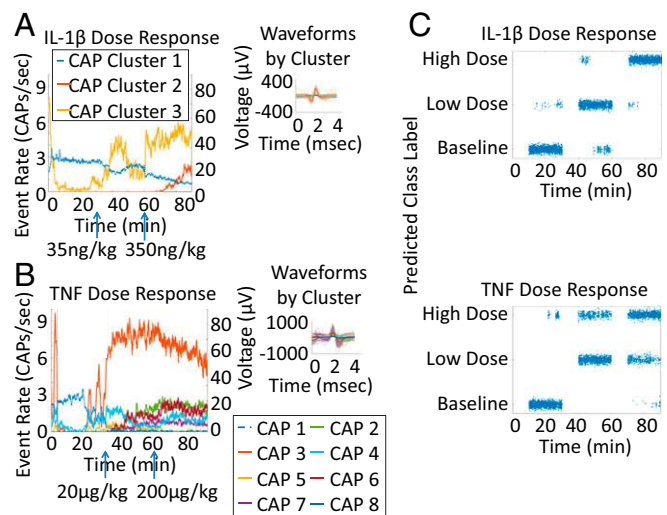 A
IL-1β Dose Response
CAP Cluster 1
CAP Cluster 2
CAP Cluster 3
Event Rate (CAPs/sec)
9
6
3
0
80
60
40
20
0
Voltage (μV)
0 20 40 60 80
Time (min)
35ng/kg 350ng/kg
Waveforms
by Cluster
400
-400
0 2 4
Time (msec)
B
TNF Dose Response
Event Rate (CAPs/sec)
9
6
3
0
80
60
40
20
0
Voltage (μV)
0 20 40 60 80
Time (min)
20μg/kg 200μg/kg
Waveforms
by Cluster
1000
-1000
0 2 4
Time (msec)
CAP 1 CAP 2
CAP 3 CAP 4
CAP 5 CAP 6
CAP 7 CAP 8
C
IL-1β Dose Response
Predicted Class Label
High Dose
Low Dose
Baseline
0 20 40 60 80
Time (min)
TNF Dose Response
High Dose
Low Dose
Baseline
0 20 40 60 80
Time (min)